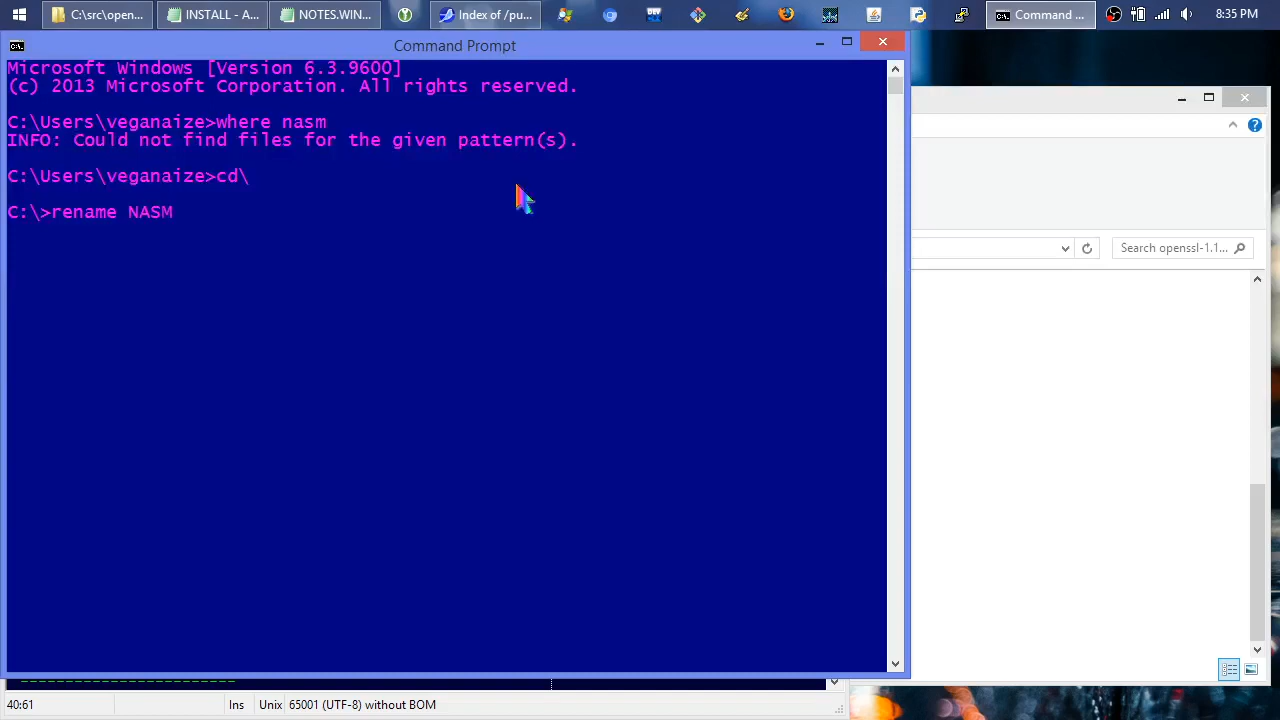 C:\src\open...
INSTALL - A...
NOTES.WIN...
Index of /pu...
Command ...
8:35 PM
Command Prompt
Microsoft Windows [Version 6.3.9600]
(c) 2013 Microsoft Corporation. All rights reserved.
C:\Users\veganaize>where nasm
INFO: Could not find files for the given pattern(s).
C:\Users\veganaize>cd\
C:\>rename NASM
Search openssl-1.1...
------------------------
40:61
Ins
Unix
65001 (UTF-8) without BOM